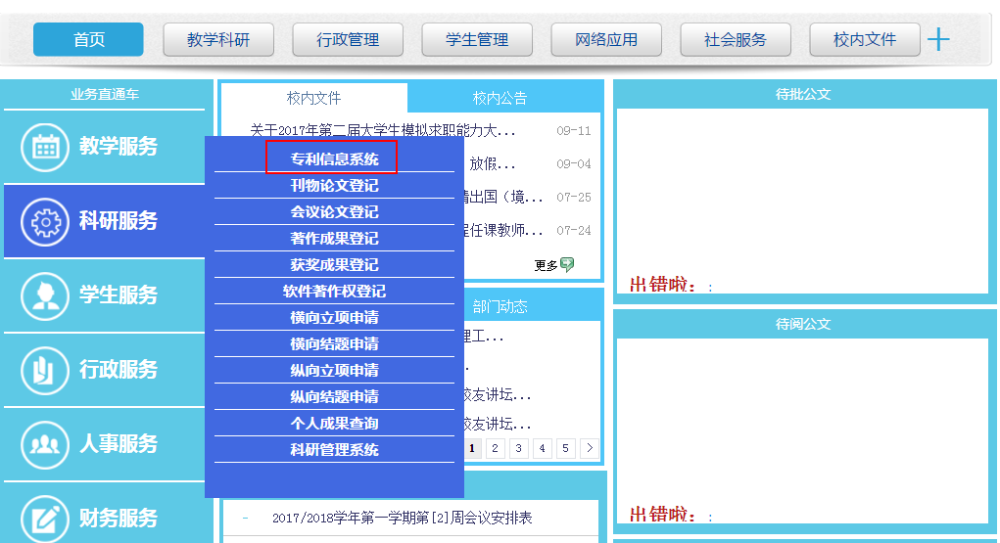 首页 教学科研 行政管理 学生管理 网络应用 社会服务 校内文件
业务直通车
教学服务
科研服务
学生服务
行政服务
人事服务
财务服务
专利信息系统
刊物论文登记
会议论文登记
著作成果登记
获奖成果登记
软件著作权登记
横向立项申请
横向结题申请
纵向立项申请
纵向结题申请
个人成果查询
科研管理系统
校内文件 校内公告
关于2017年第二届大学生模拟求职能力大... 09-11
放假... 09-04
出国（境... 07-25
任课教师... 07-24
更多
部门动态
工...
.
友讲坛...
友讲坛...
1 2 3 4 5 >
- 2017/2018学年第一学期第[2]周会议安排表
待批公文
出错啦： :
待阅公文
出错啦： :